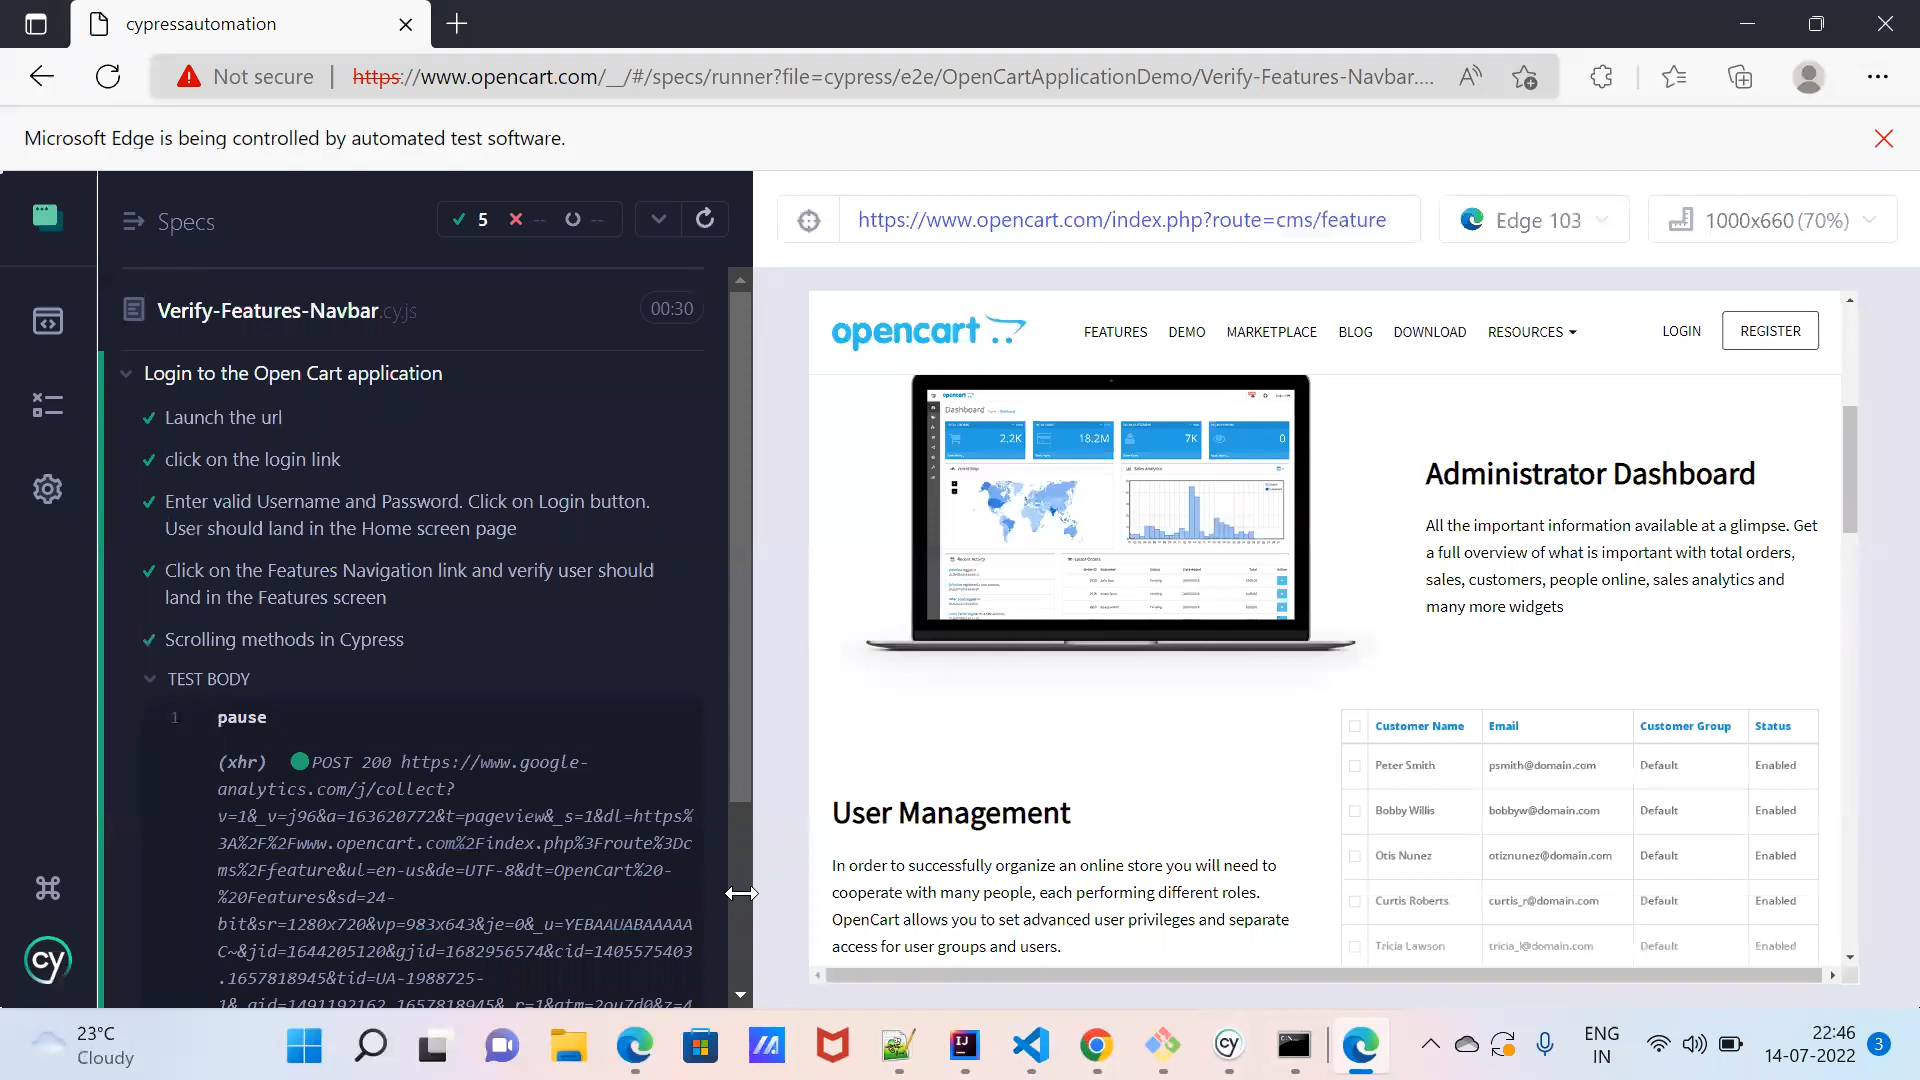 cypressautomation
Not secure
https://www.opencart.com/__/#/specs/runner?file=cypress/e2e/OpenCartApplicationDemo/Verify-Features-Navbar....
Microsoft Edge is being controlled by automated test software.
Specs
5
--
--
https://www.opencart.com/index.php?route=cms/feature
Edge 103
1000x660 (70%)
Verify-Features-Navbar.cy.js
00:30
Login to the Open Cart application
Launch the url
click on the login link
Enter valid Username and Password. Click on Login button.
User should land in the Home screen page
Click on the Features Navigation link and verify user should
land in the Features screen
Scrolling methods in Cypress
TEST BODY
1 pause
(xhr) POST 200 https://www.google-
analytics.com/j/collect?
v=1&_v=j96&a=163620772&t=pageview&_s=1&dl=https%
3A%2F%2Fwww.opencart.com%2Findex.php%3Froute%3Dc
ms%2Ffeature&ul=en-us&de=UTF-8&dt=OpenCart%20-
%20Features&sd=24-
bit&sr=1280x720&vp=983x643&je=0&_u=YEBAAUABAAAAA
C~&jid=1644205120&gjid=1682956574&cid=1405575403
.1657818945&tid=UA-1988725-
1&_gid=1491192162.1657818945&_r=1&gtm=2ou7d0&z=4
cy
opencart
FEATURES
DEMO
MARKETPLACE
BLOG
DOWNLOAD
RESOURCES
LOGIN
REGISTER
opencart
Dashboard
2.2K
18.2M
7K
0
Administrator Dashboard
All the important information available at a glimpse. Get
a full overview of what is important with total orders,
sales, customers, people online, sales analytics and
many more widgets
User Management
In order to successfully organize an online store you will need to
cooperate with many people, each performing different roles.
OpenCart allows you to set advanced user privileges and separate
access for user groups and users.
Customer Name Email Customer Group Status
Peter Smith psmith@domain.com Default Enabled
Bobby Willis bobbyw@domain.com Default Enabled
Otis Nunez otiznunez@domain.com Default Enabled
Curtis Roberts curtis_r@domain.com Default Enabled
Tricia Lawson tricia_l@domain.com Default Enabled
23°C
Cloudy
IJ
cy
ENG
IN
22:46
14-07-2022
3